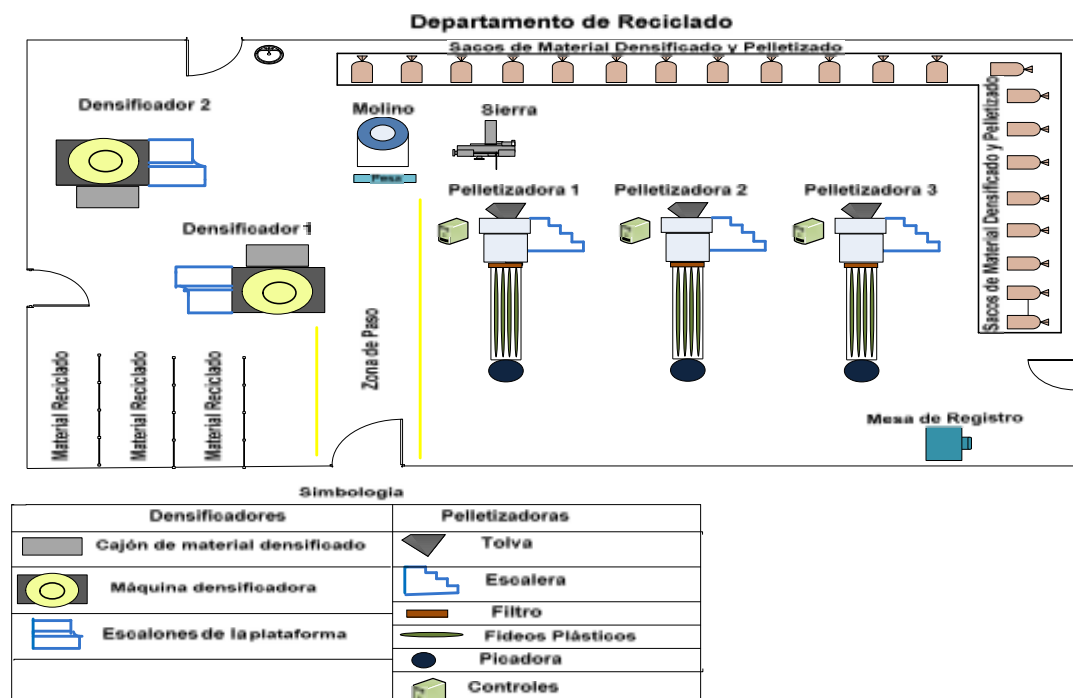 Departamento de Reciclado
Sacos de Material Densificado y Pelletizado
Densificador 2
Molino
Sierra
Pesa
Pelletizadora 1
Pelletizadora 2
Pelletizadora 3
Sacos de Material Densificado y Pelletizado
Densificador 1
Zona de Paso
Material Reciclado
Material Reciclado
Material Reciclado
Mesa de Registro
Simbologia
Densificadores
Pelletizadoras
Cajón de material densificado
Tolva
Máquina densificadora
Escalera
Filtro
Escalones de la plataforma
Fideos Plásticos
Picadora
Controles